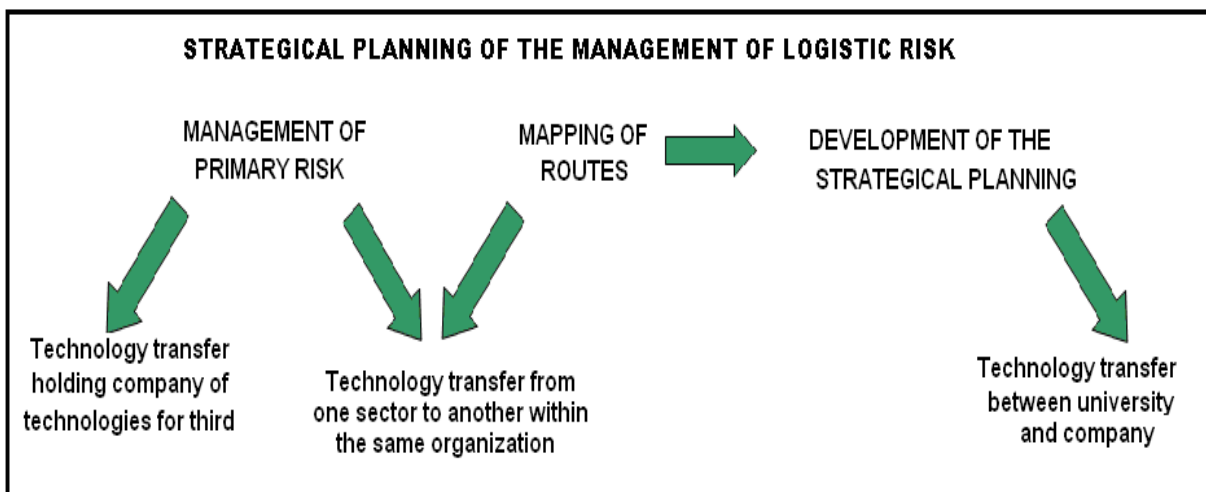 STRATEGICAL PLANNING OF THE MANAGEMENT OF LOGISTIC RISK
MANAGEMENT OF
PRIMARY RISK
MAPPING OF
ROUTES
DEVELOPMENT OF THE
STRATEGICAL PLANNING
Technology transfer
holding company of
technologies for third
Technology transfer from
one sector to another within
the same organization
Technology transfer
between university
and company